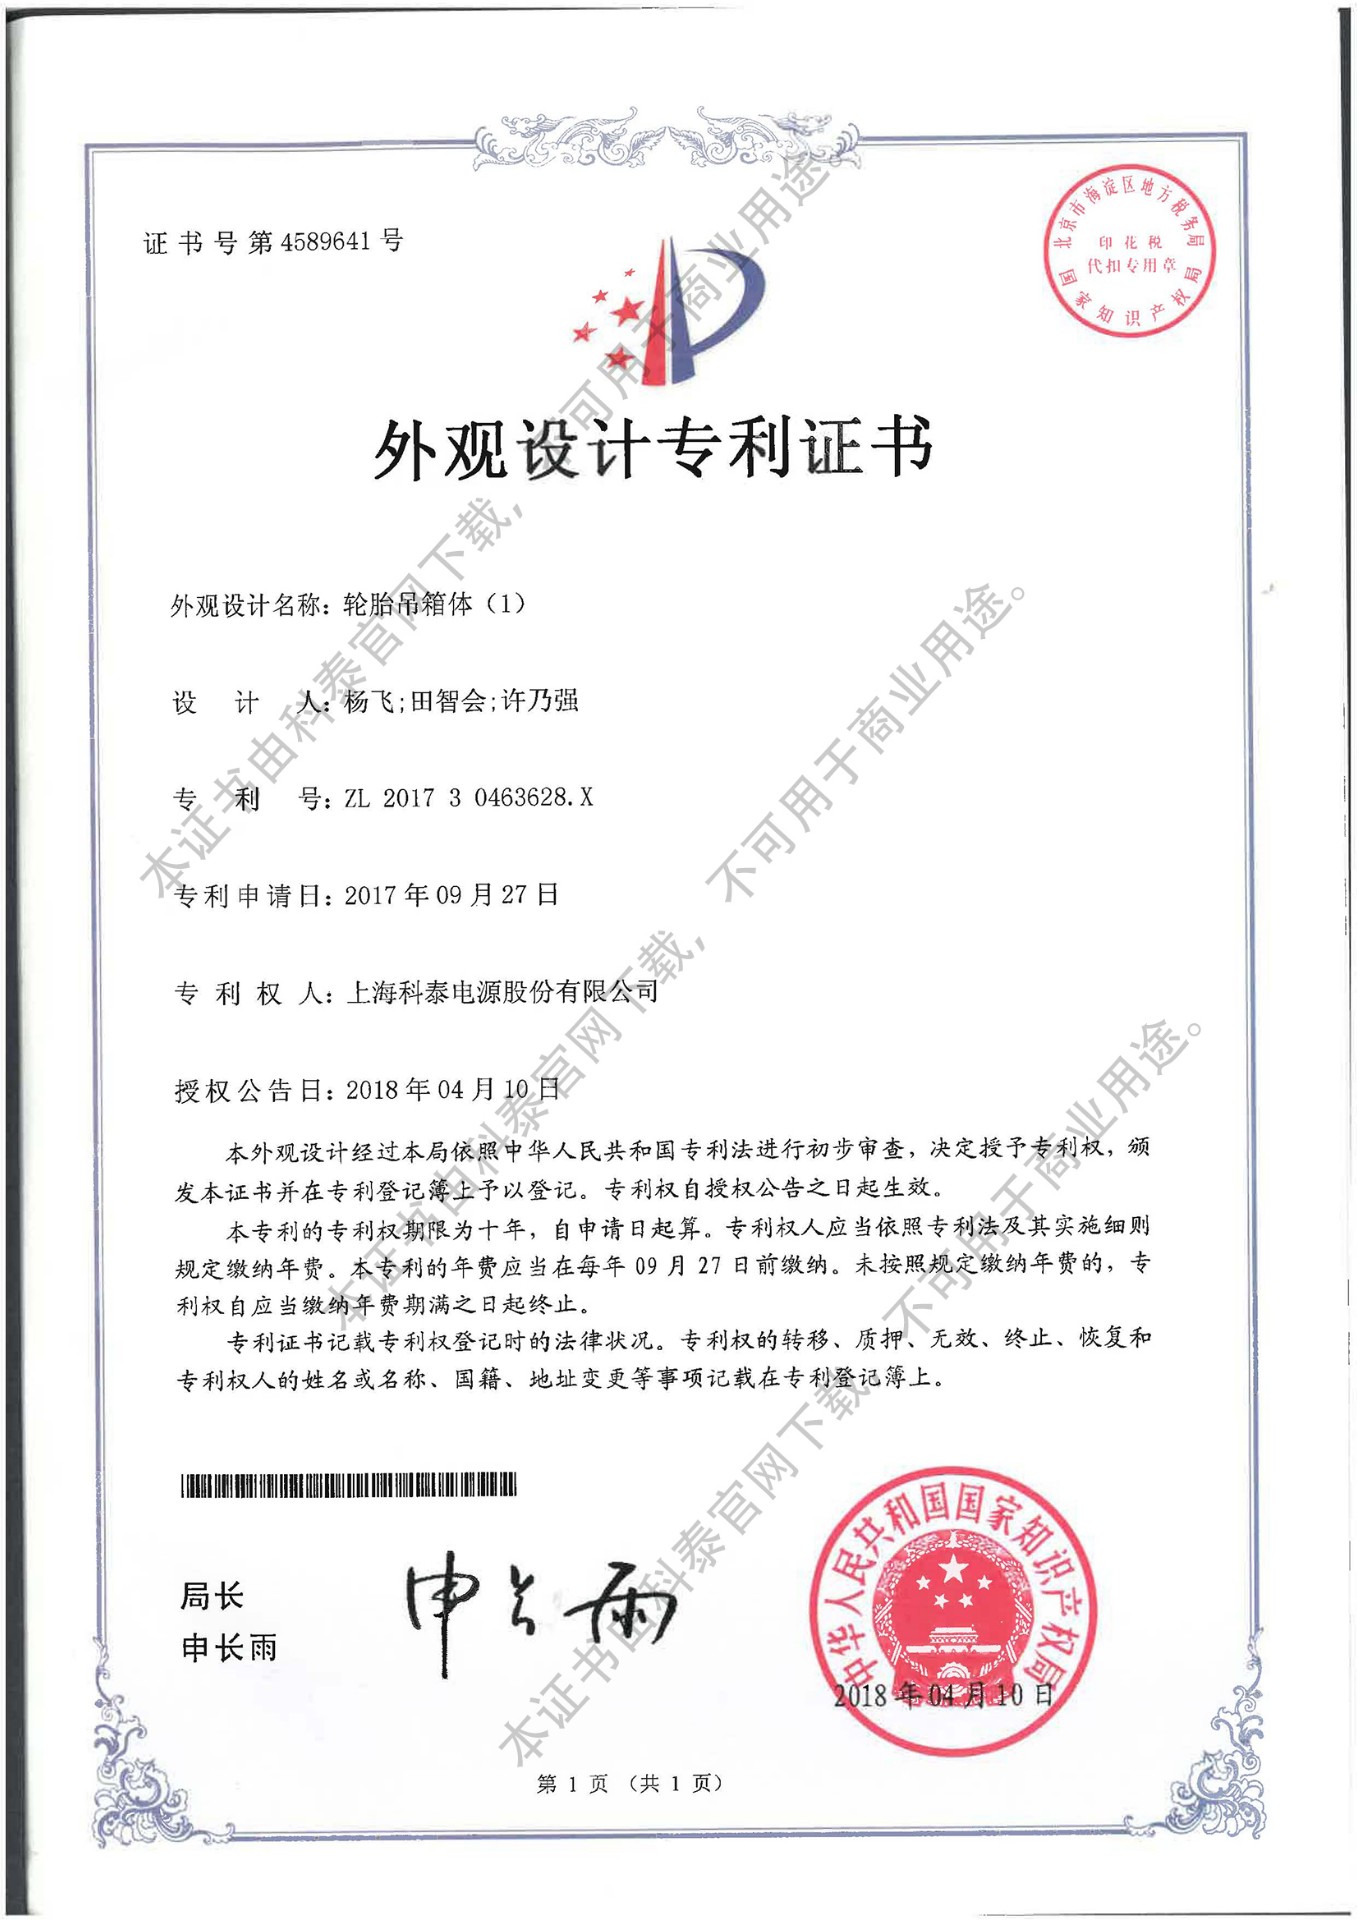 证书号第4589641号
北京市海淀区地方税务局
印花税
代扣专用章
国家知识产权局
外观设计专利证书
外观设计名称：轮胎吊箱体（1）
设计人：杨飞;田智会;许乃强
专利号：ZL 2017 3 0463628.X
专利申请日：2017年09月27日
专利权人：上海科泰电源股份有限公司
授权公告日：2018年04月10日
本外观设计经过本局依照中华人民共和国专利法进行初步审查，决定授予专利权，颁
发本证书并在专利登记簿上予以登记。专利权自授权公告之日起生效。
本专利的专利权期限为十年，自申请日起算。专利权人应当依照专利法及其实施细则
规定缴纳年费。本专利的年费应当在每年09月27日前缴纳。未按照规定缴纳年费的，专
利权自应当缴纳年费期满之日起终止。
专利证书记载专利权登记时的法律状况。专利权的转移、质押、无效、终止、恢复和
专利权人的姓名或名称、国籍、地址变更等事项记载在专利登记簿上。
局长
申长雨
申长雨
中华人民共和国国家知识产权局
2018年04月10日
第1页（共1页）
本证书由科泰官网下载，不可用于商业用途。
本证书由科泰官网下载，不可用于商业用途。
本证书由科泰官网下载，不可用于商业用途。